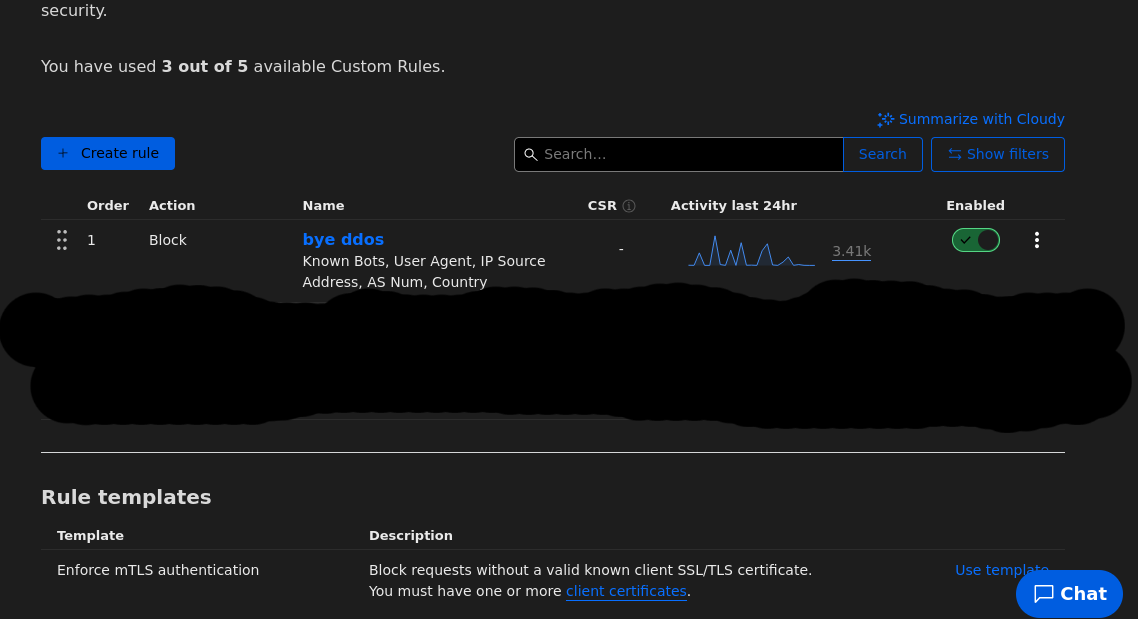 security.
You have used 3 out of 5 available Custom Rules.
Summarize with Cloudy
+ Create rule
Search...
Search
Show filters
Order Action Name CSR Activity last 24hr Enabled
1 Block bye ddos - 3.41k
Known Bots, User Agent, IP Source
Address, AS Num, Country
Rule templates
Template Description
Enforce mTLS authentication Block requests without a valid known client SSL/TLS certificate. Use template
You must have one or more client certificates.
Chat